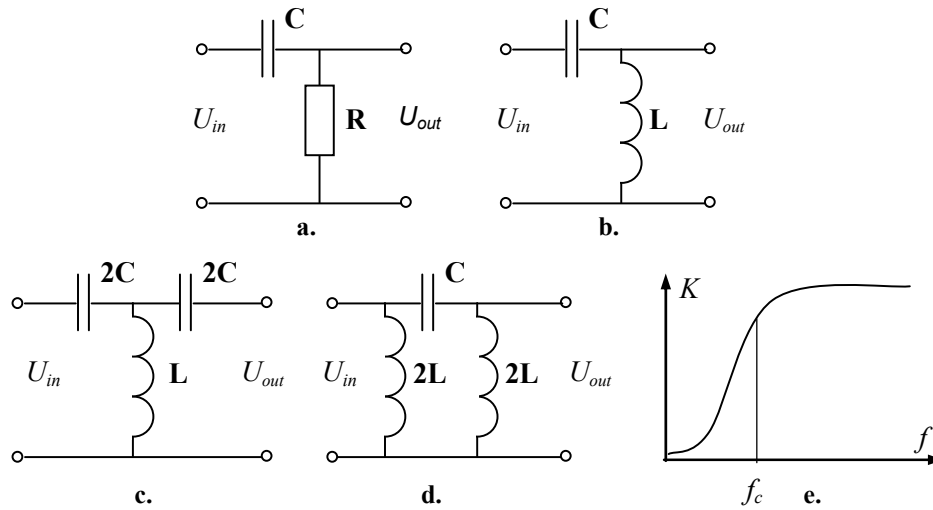 C C
U_in R U_out U_in L U_out
a. b.
2C 2C C
K
U_in L U_out U_in 2L 2L U_out
f
c. d. f_c e.